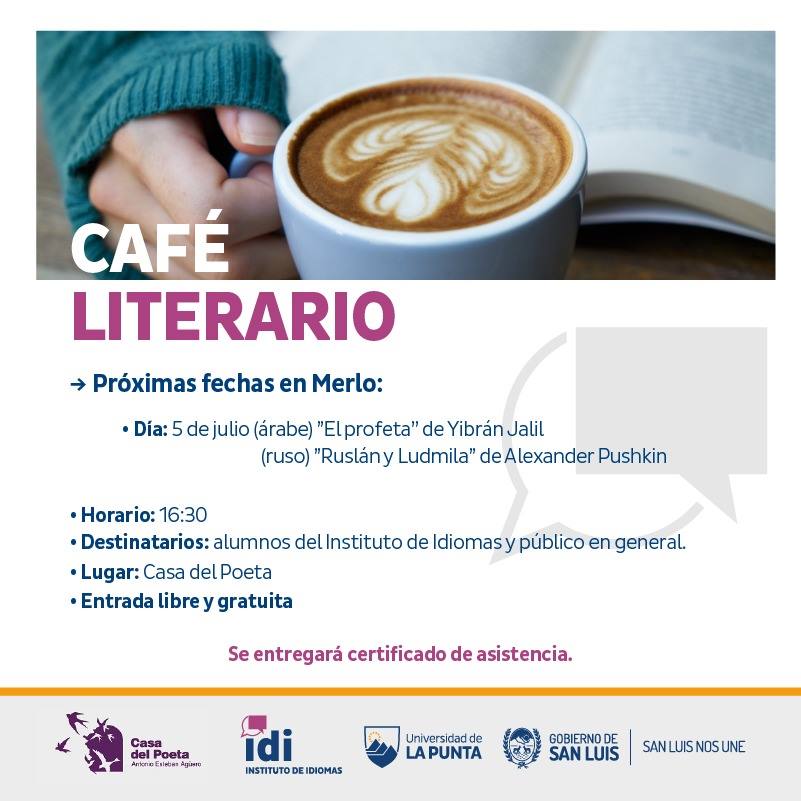 CAFÉ
LITERARIO
→ Próximas fechas en Merlo:
• Día: 5 de julio (árabe) ”El profeta” de Yibrán Jalil
(ruso) ”Ruslán y Ludmila” de Alexander Pushkin
• Horario: 16:30
• Destinatarios: alumnos del Instituto de Idiomas y público en general.
• Lugar: Casa del Poeta
• Entrada libre y gratuita
Se entregará certificado de asistencia.
Casa
del Poeta
Antonio Esteban Agüero
idi
INSTITUTO DE IDIOMAS
Universidad de
LA PUNTA
GOBIERNO DE
SAN LUIS
SAN LUIS NOS UNE